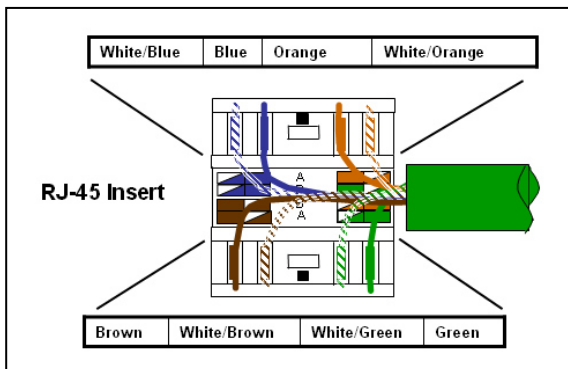 White/Blue Blue Orange White/Orange
RJ-45 Insert
A
B
B
A
Brown White/Brown White/Green Green